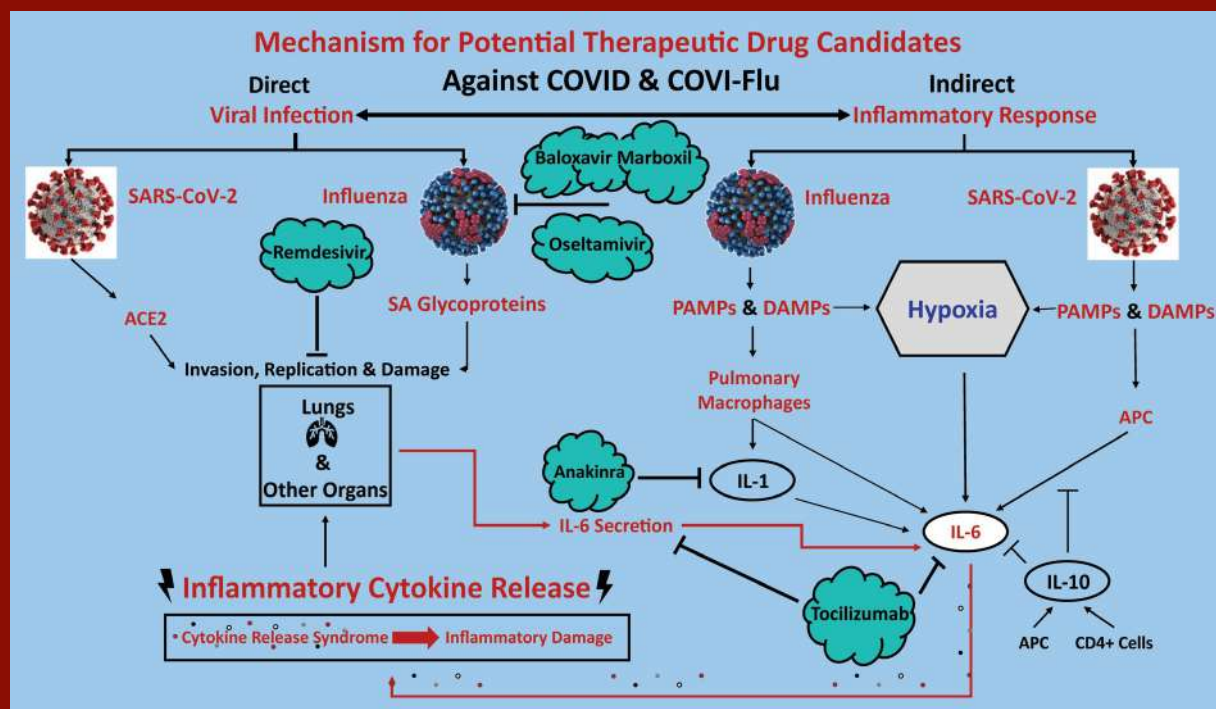 Mechanism for Potential Therapeutic Drug Candidates
Against COVID & COVI-Flu
Direct
Viral Infection
Indirect
Inflammatory Response
SARS-CoV-2
Influenza
Baloxavir Marboxil
Oseltamivir
Influenza
SARS-CoV-2
Remdesivir
ACE2
SA Glycoproteins
PAMPs & DAMPs
Hypoxia
PAMPs & DAMPs
Invasion, Replication & Damage
Lungs
&
Other Organs
Pulmonary
Macrophages
APC
Anakinra
IL-1
IL-6 Secretion
IL-6
IL-10
Tocilizumab
APC
CD4+ Cells
Inflammatory Cytokine Release
Cytokine Release Syndrome
Inflammatory Damage